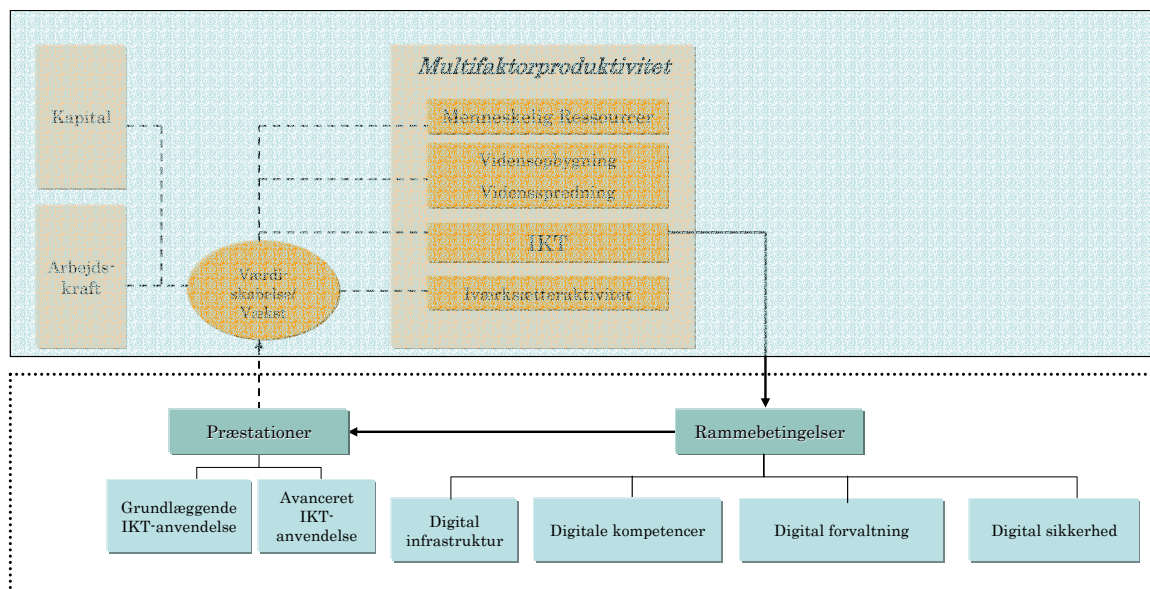 Multifaktorproduktivitet
Kapital
Menneskelig Ressourcer
Vidensopbygning
Vidensspredning
IKT
Arbejds-
kraft
Værdi-
skabelse/
Vækst
Iværksætteraktivitet
Præstationer
Rammebetingelser
Grundlæggende
IKT-anvendelse
Avanceret
IKT-
anvendelse
Digital
infrastruktur
Digitale kompetencer
Digital forvaltning
Digital sikkerhed